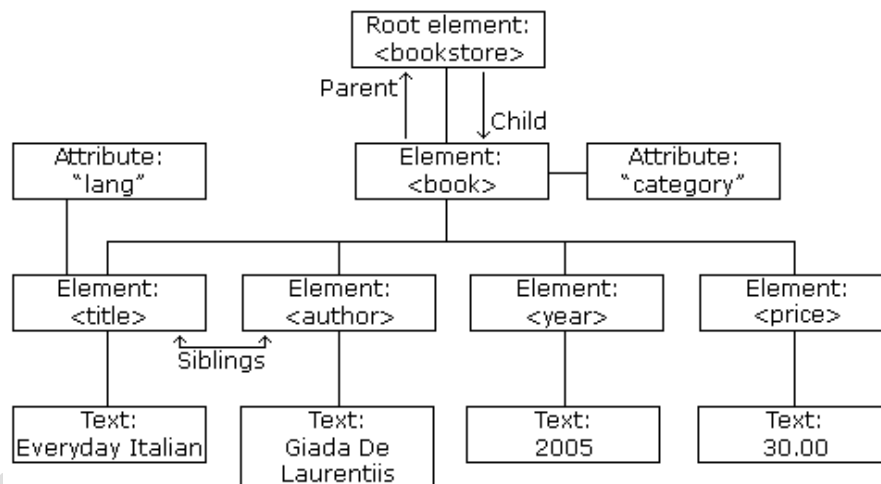 Root element:
<bookstore>
Parent
Child
Attribute:
"lang"
Element:
<book>
Attribute:
"category"
Element:
<title>
Element:
<author>
Element:
<year>
Element:
<price>
Siblings
Text:
Everyday Italian
Text:
Giada De
Laurentiis
Text:
2005
Text:
30.00